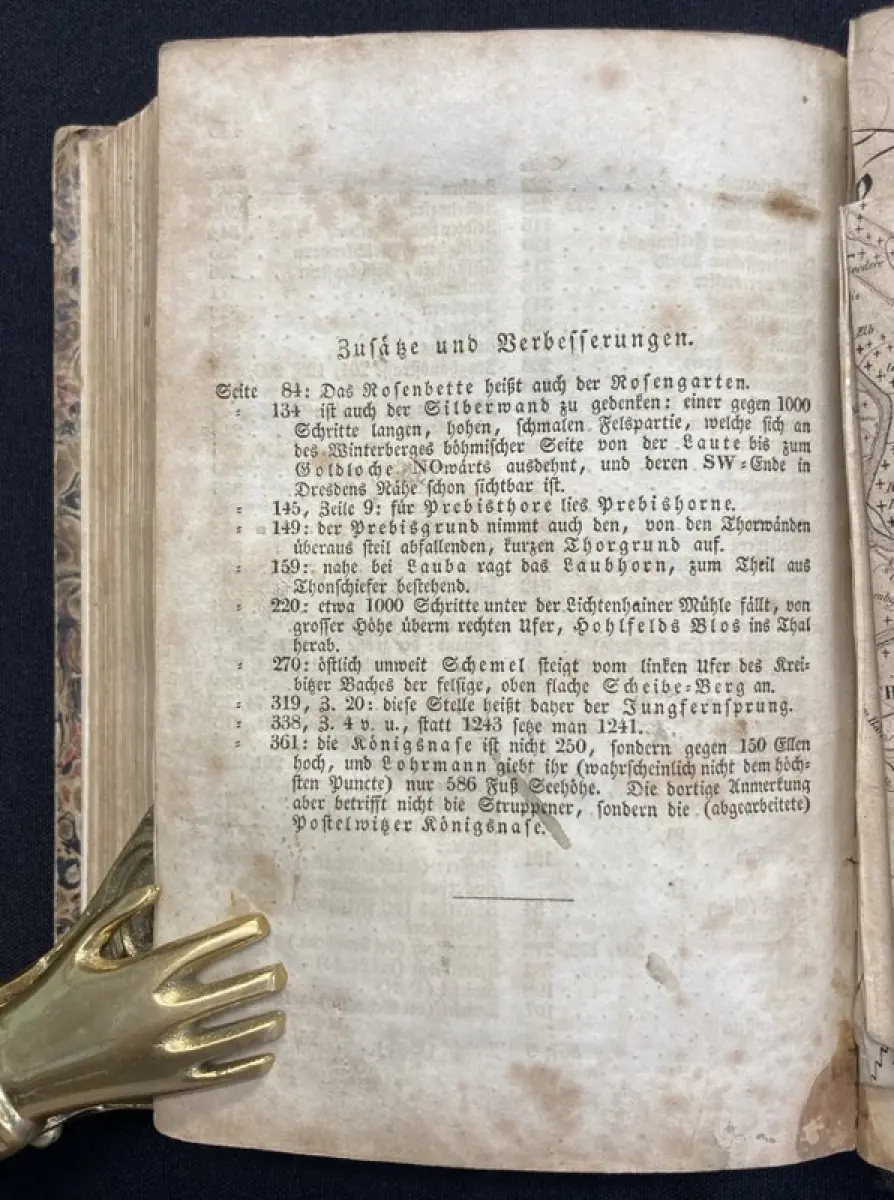 Zusätze und Verbesserungen.
Seite 84: Das Rosenbette heißt auch der Rosengarten.
= 134 ist auch der Silberwand zu gedenken: einer gegen 1000
Schritte langen, hohen, schmalen Felspartie, welche sich an
des Winterberges böhmischer Seite von der Laute bis zum
Goldloche NOwärts ausdehnt, und deren SW=Ende in
Dresdens Nähe schon sichtbar ist.
= 145, Zeile 9: für Prebisthore lies Prebishorne.
= 149: der Prebisgrund nimmt auch den, von den Thorwänden
überaus steil abfallenden, kurzen Thorgrund auf.
= 159: nahe bei Lauba ragt das Laubhorn, zum Theil aus
Thonschiefer bestehend.
= 220: etwa 1000 Schritte unter der Lichtenhainer Mühle fällt, von
grosser Höhe überm rechten Ufer, Hohlfelds Blos ins Thal
herab.
= 270: östlich unweit Schemel steigt vom linken Ufer des Krei=
bitzer Baches der felsige, oben flache Scheibe=Berg an.
= 319, Z. 20: diese Stelle heißt daher der Jungfernsprung.
= 338, Z. 4 v. u., statt 1243 setze man 1241.
= 361: die Königsnase ist nicht 250, sondern gegen 150 Ellen
hoch, und Lohrmann giebt ihr (wahrscheinlich nicht dem höch=
sten Puncte) nur 586 Fuß Seehöhe. Die dortige Anmerkung
aber betrifft nicht die Struppener, sondern die (abgearbeitete)
Postelwitzer Königsnase.